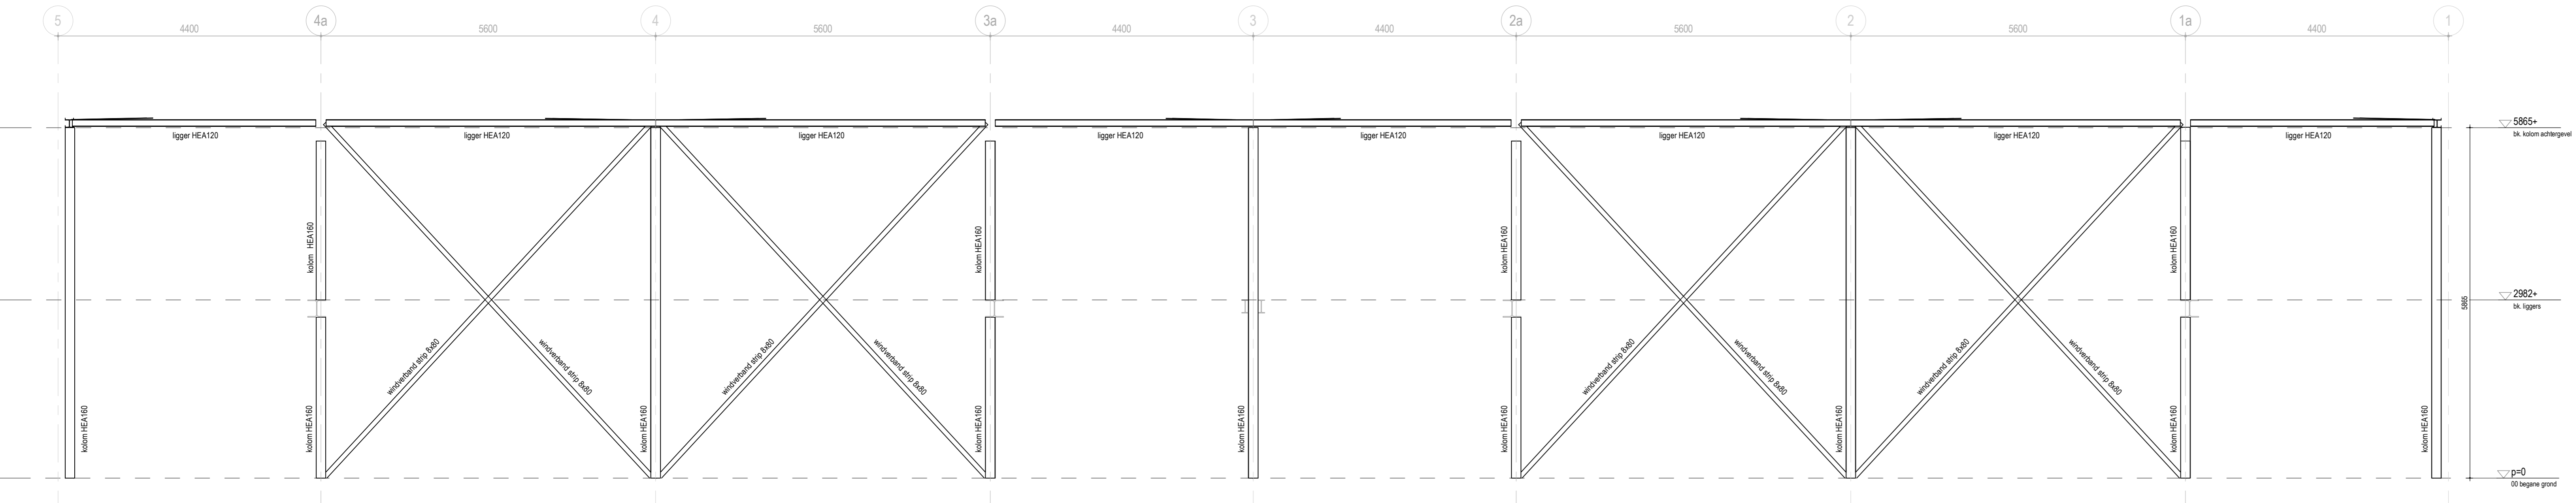 5 4a 4 3a 3 2a 2 1a 1
4400 5600 5600 4400 4400 5600 5600 4400
5865+
bk. kolom achtergevel
ligger HEA120 ligger HEA120 ligger HEA120 ligger HEA120 ligger HEA120 ligger HEA120 ligger HEA120 ligger HEA120
kolom HEA160 kolom HEA160 kolom HEA160 kolom HEA160
2982+
bk. liggers
5865
windverband strip 8x80 windverband strip 8x80 windverband strip 8x80 windverband strip 8x80 windverband strip 8x80 windverband strip 8x80 windverband strip 8x80 windverband strip 8x80
kolom HEA160 kolom HEA160 kolom HEA160 kolom HEA160 kolom HEA160 kolom HEA160 kolom HEA160 kolom HEA160 kolom HEA160
p=0
00 begane grond